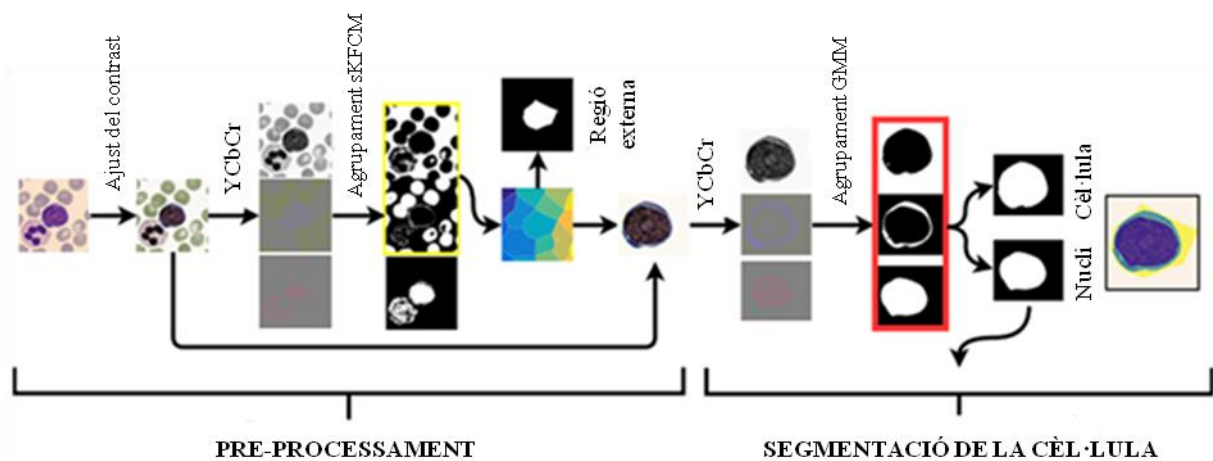 Ajust del contrast
YCbCr
Agrupament sKFCM
Regió
externa
YCbCr
Agrupament GMM
Cèl·lula
Nucli
PRE-PROCESSAMENT
SEGMENTACIÓ DE LA CÈL·LULA